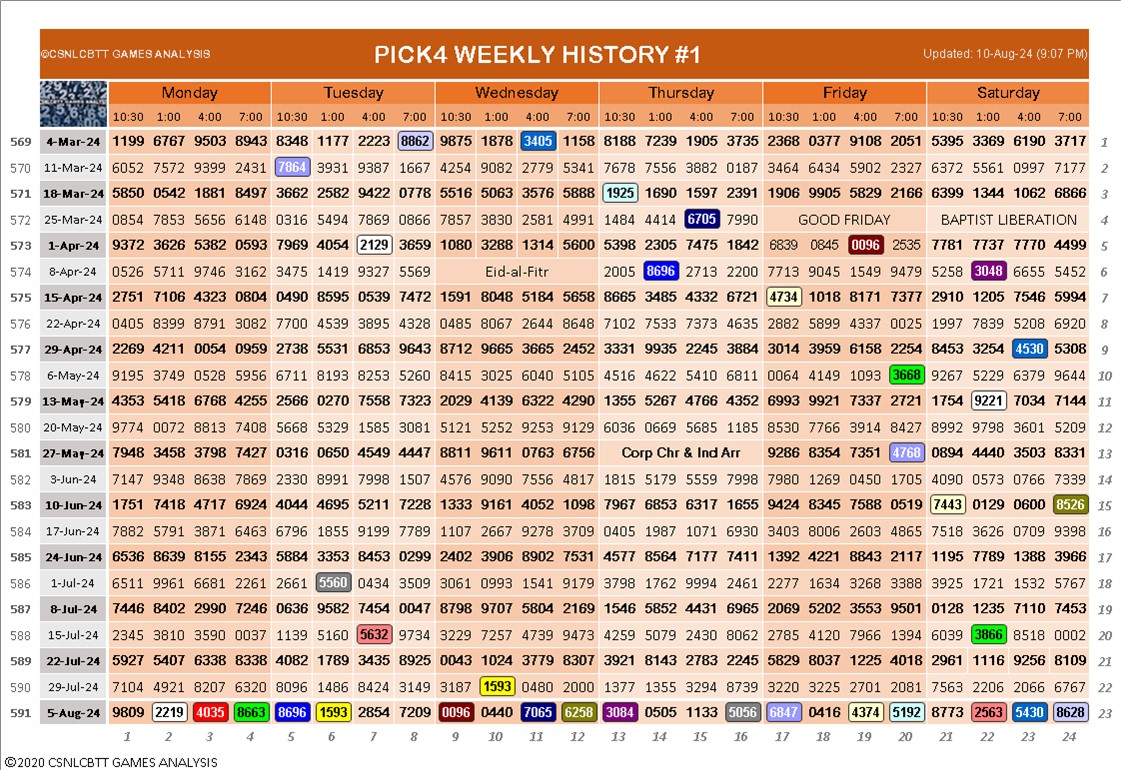 ©CSNLCBTT GAMES ANALYSIS PICK4 WEEKLY HISTORY #1 Updated: 10-Aug-24 (9:07 PM)
Monday Tuesday Wednesday Thursday Friday Saturday
10:30 1:00 4:00 7:00 10:30 1:00 4:00 7:00 10:30 1:00 4:00 7:00 10:30 1:00 4:00 7:00 10:30 1:00 4:00 7:00 10:30 1:00 4:00 7:00
569 4-Mar-24 1199 6767 9503 8943 8348 1177 2223 8862 9875 1878 3405 1158 8188 7239 1905 3735 2368 0377 9108 2051 5395 3369 6190 3717 1
570 11-Mar-24 6052 7572 9399 2431 7864 3931 9387 1667 4254 9082 2779 5341 7678 7556 3882 0187 3464 6434 5902 2327 6372 5561 0997 7177 2
571 18-Mar-24 5850 0542 1881 8497 3662 2582 9422 0778 5516 5063 3576 5888 1925 1690 1597 2391 1906 9905 5829 2166 6399 1344 1062 6866 3
572 25-Mar-24 0854 7853 5656 6148 0316 5494 7869 0866 7857 3830 2581 4991 1484 4414 6705 7990 GOOD FRIDAY BAPTIST LIBERATION 4
573 1-Apr-24 9372 3626 5382 0593 7969 4054 2129 3659 1080 3288 1314 5600 5398 2305 7475 1842 6839 0845 0096 2535 7781 7737 7770 4499 5
574 8-Apr-24 0526 5711 9746 3162 3475 1419 9327 5569 Eid-al-Fitr 2005 8696 2713 2200 7713 9045 1549 9479 5258 3048 6655 5452 6
575 15-Apr-24 2751 7106 4323 0804 0490 8595 0539 7472 1591 8048 5184 5658 8665 3485 4332 6721 4734 1018 8171 7377 2910 1205 7546 5994 7
576 22-Apr-24 0405 8399 8791 3082 7700 4539 3895 4328 0485 8067 2644 8648 7102 7533 7373 4635 2882 5899 4337 0025 1997 7839 5208 6920 8
577 29-Apr-24 2269 4211 0054 0959 2738 5531 6853 9643 8712 9665 3665 2452 3331 9935 2245 3884 3014 3959 6158 2254 8453 3254 4530 5308 9
578 6-May-24 9195 3749 0528 5956 6711 8193 8253 5260 8415 3025 6040 5105 4516 4622 5410 6811 0064 4149 1093 3668 9267 5229 6379 9644 10
579 13-May-24 4353 5418 6768 4255 2566 0270 7558 7323 2029 4139 6322 4290 1355 5267 4766 4352 6993 9921 7337 2721 1754 9221 7034 7144 11
580 20-May-24 9774 0072 8813 7408 5668 5329 1585 3081 5121 5252 9253 9129 6036 0669 5685 1185 8530 7766 3914 8427 8992 9798 3601 5209 12
581 27-May-24 7948 3458 3798 7427 0316 0650 4549 4447 8811 9611 0763 6756 Corp Chr & Ind Arr 9286 8354 7351 4768 0894 4440 3503 8331 13
582 3-Jun-24 7147 9348 8638 7869 2330 8991 7998 1507 4576 9090 7556 4817 1815 5179 5559 7998 7980 1269 0450 1705 4090 0573 0766 7339 14
583 10-Jun-24 1751 7418 4717 6924 4044 4695 5211 7228 1333 9161 4052 1098 7967 6853 6317 1655 9424 8345 7588 0519 7443 0129 0600 8526 15
584 17-Jun-24 7882 5791 3871 6463 6796 1855 9199 7789 1107 2667 9278 3709 0405 1987 1071 6930 3403 8006 2603 4865 7518 3626 0709 9398 16
585 24-Jun-24 6536 8639 8155 2343 5884 3353 8453 0299 2402 3906 8902 7531 4577 8564 7177 7411 1392 4221 8843 2117 1195 7789 1388 3966 17
586 1-Jul-24 6511 9961 6681 2261 2661 5560 0434 3509 3061 0993 1541 9179 3798 1762 9994 2461 2277 1634 3268 3388 3925 1721 1532 5767 18
587 8-Jul-24 7446 8402 2990 7246 0636 9582 7454 0047 8798 9707 5804 2169 1546 5852 4431 6965 2069 5202 3553 9501 0128 1235 7110 7453 19
588 15-Jul-24 2345 3810 3590 0037 1139 5160 5632 9734 3229 7257 4739 9473 4259 5079 2430 8062 2785 4120 7966 1394 6039 3866 8518 0002 20
589 22-Jul-24 5927 5407 6338 8338 4082 1789 3435 8925 0043 1024 3779 8307 3921 8143 2783 2245 5829 8037 1225 4018 2961 1116 9256 8109 21
590 29-Jul-24 7104 4921 8207 6320 8096 1486 8424 3149 3187 1593 0480 2000 1377 1355 3294 8739 3220 3225 2701 2081 7563 2206 2066 6767 22
591 5-Aug-24 9809 2219 4035 8663 8696 1593 2854 7209 0096 0440 7065 6258 3084 0505 1133 5056 6847 0416 4374 5192 8773 2563 5430 8628 23
1 2 3 4 5 6 7 8 9 10 11 12 13 14 15 16 17 18 19 20 21 22 23 24
©2020 CSNLCBTT GAMES ANALYSIS